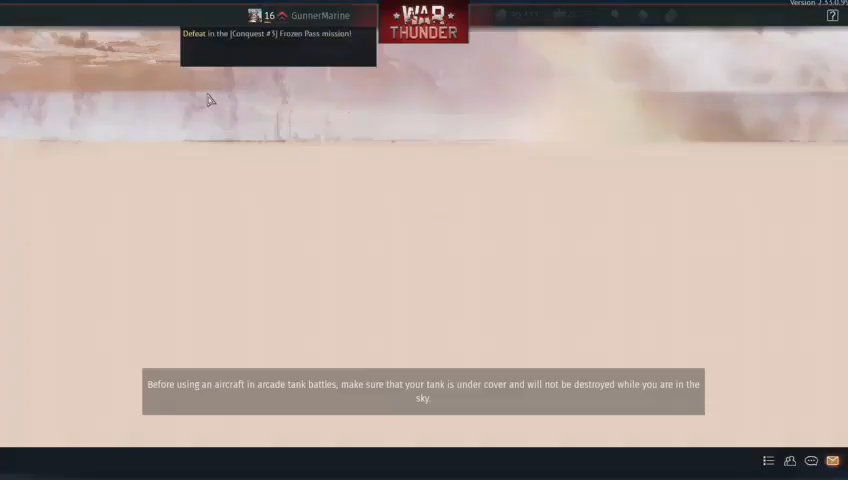 Version 2.33.0.9
16 GunnerMarine
WAR
THUNDER
Defeat in the [Conquest #3] Frozen Pass mission!
Before using an aircraft in arcade tank battles, make sure that your tank is under cover and will not be destroyed while you are in the
sky.